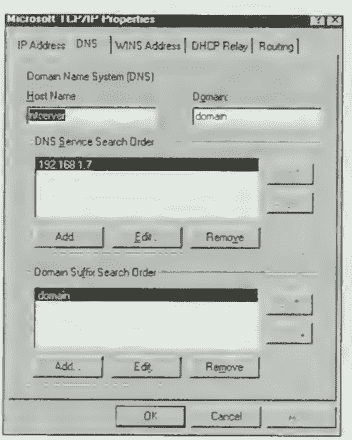 Microsoft TCP/IP Properties
IP Address DNS WINS Address DHCP Relay Routing
Domain Name System (DNS)
Host Name Domain:
ntserver domain
DNS Service Search Order
192.168.1.7
Add Edit.. Remove
Domain Suffix Search Order
domain
Add.. Edit Remove
OK Cancel